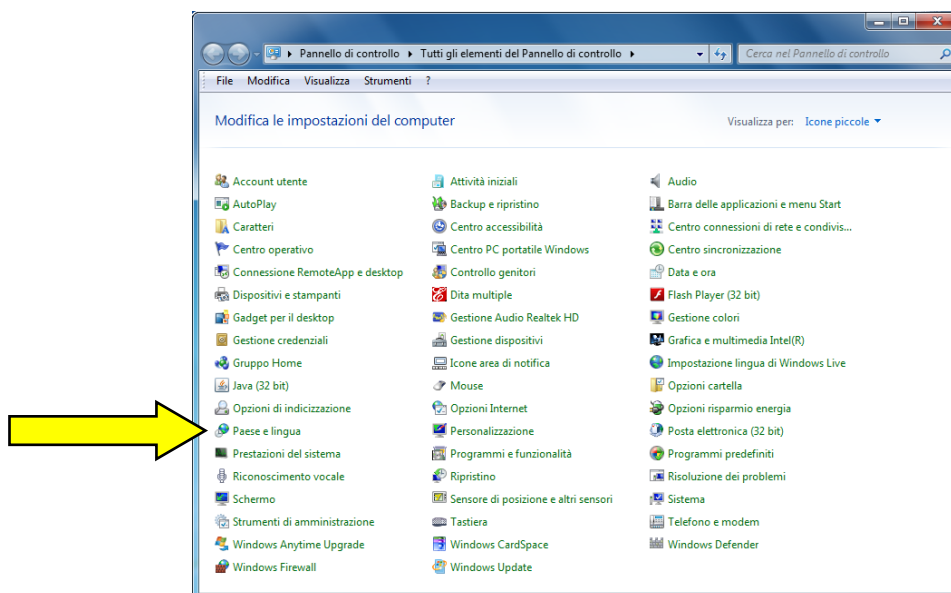 Pannello di controllo Tutti gli elementi del Pannello di controllo Cerca nel Pannello di controllo
File Modifica Visualizza Strumenti ?
Modifica le impostazioni del computer Visualizza per: Icone piccole
Account utente Attività iniziali Audio
AutoPlay Backup e ripristino Barra delle applicazioni e menu Start
Caratteri Centro accessibilità Centro connessioni di rete e condivis...
Centro operativo Centro PC portatile Windows Centro sincronizzazione
Connessione RemoteApp e desktop Controllo genitori Data e ora
Dispositivi e stampanti Dita multiple Flash Player (32 bit)
Gadget per il desktop Gestione Audio Realtek HD Gestione colori
Gestione credenziali Gestione dispositivi Grafica e multimedia Intel(R)
Gruppo Home Icone area di notifica Impostazione lingua di Windows Live
Java (32 bit) Mouse Opzioni cartella
Opzioni di indicizzazione Opzioni Internet Opzioni risparmio energia
Paese e lingua Personalizzazione Posta elettronica (32 bit)
Prestazioni del sistema Programmi e funzionalità Programmi predefiniti
Riconoscimento vocale Ripristino Risoluzione dei problemi
Schermo Sensore di posizione e altri sensori Sistema
Strumenti di amministrazione Tastiera Telefono e modem
Windows Anytime Upgrade Windows CardSpace Windows Defender
Windows Firewall Windows Update